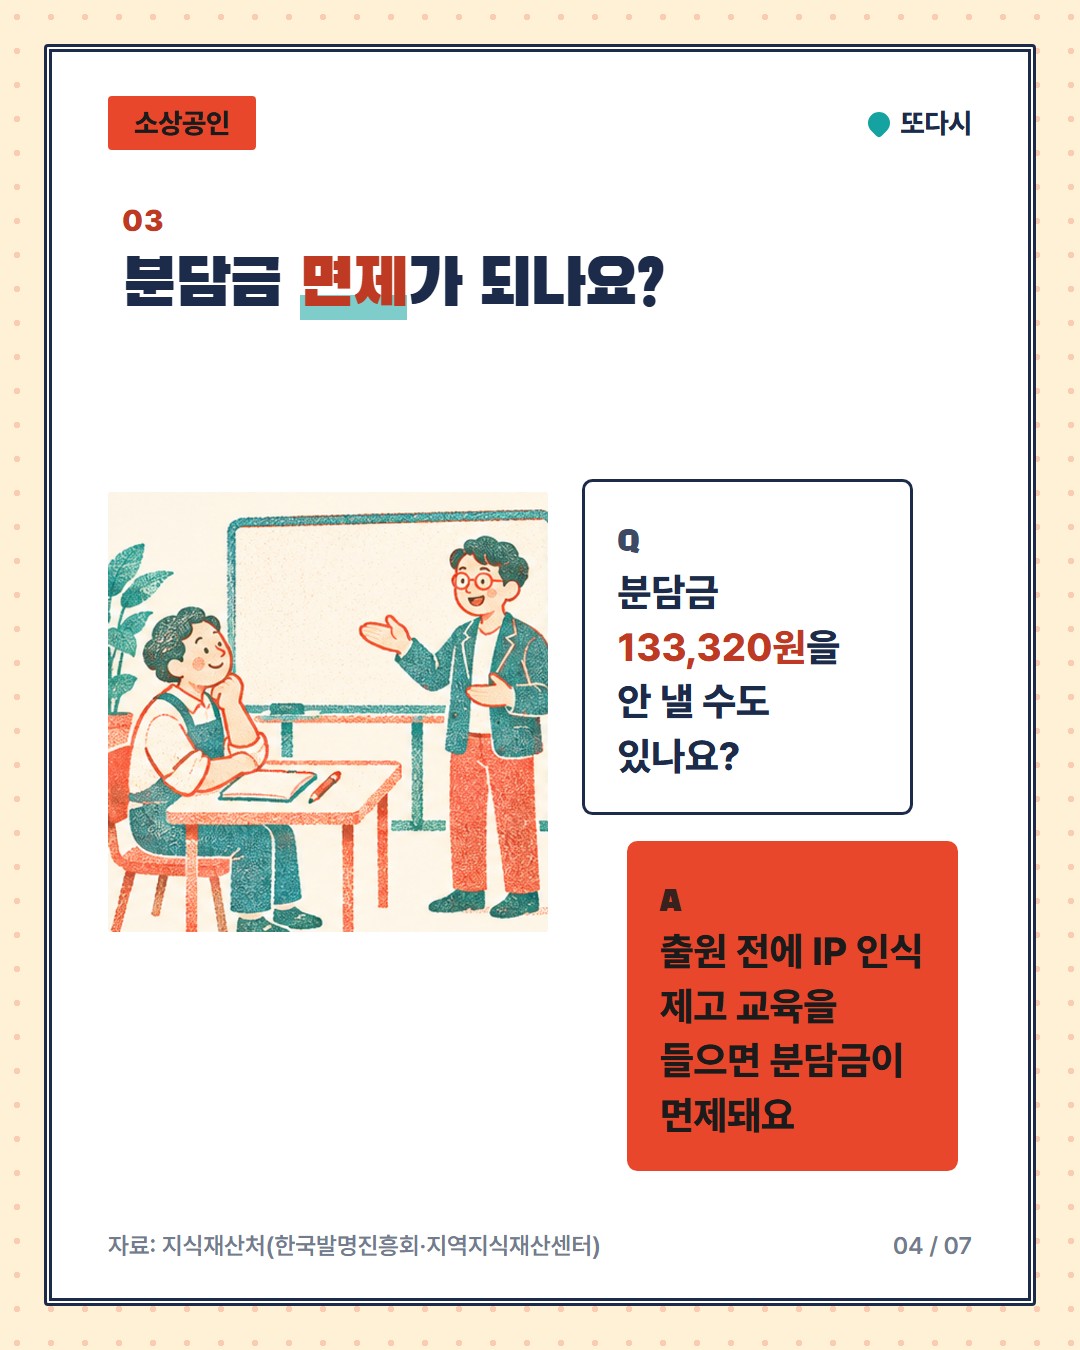 소상공인
또다시
03
분담금 면제가 되나요?
Q
분담금
133,320원을
안 낼 수도
있나요?
A
출원 전에 IP 인식
제고 교육을
들으면 분담금이
면제돼요
자료: 지식재산처(한국발명진흥회·지역지식재산센터)
04 / 07